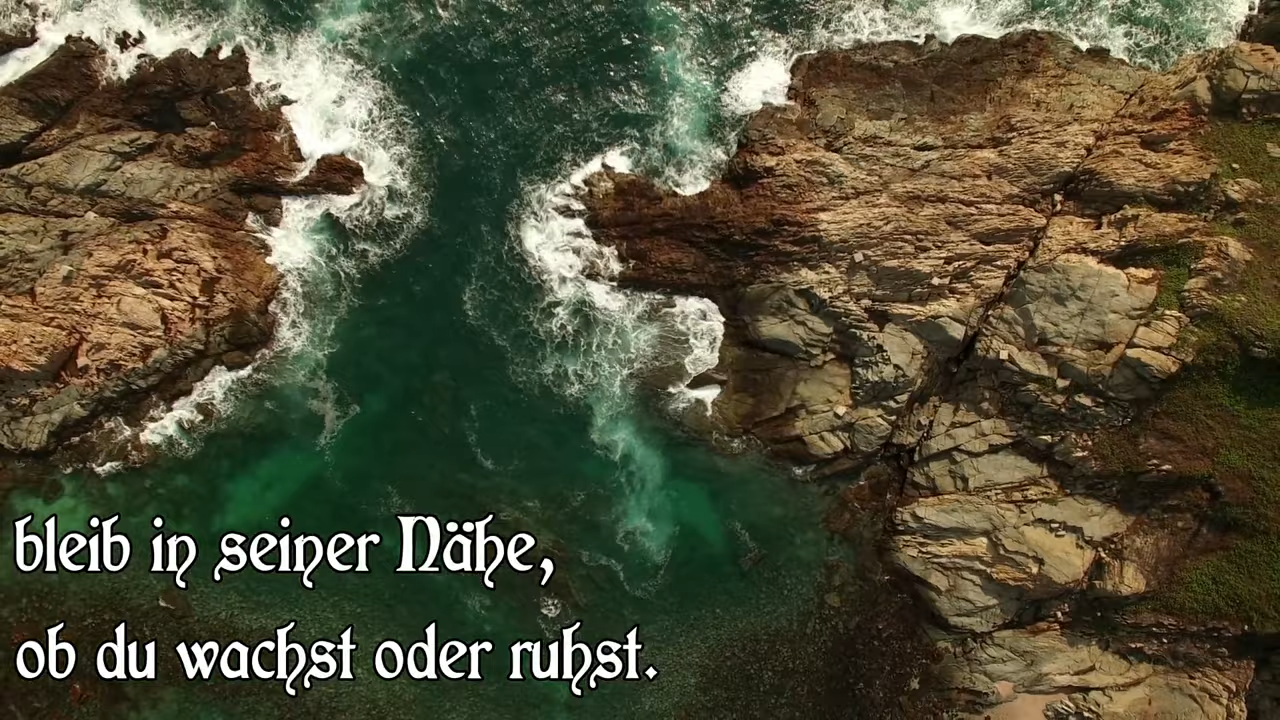 bleib in seiner Nähe,
ob du wachst oder ruhst.